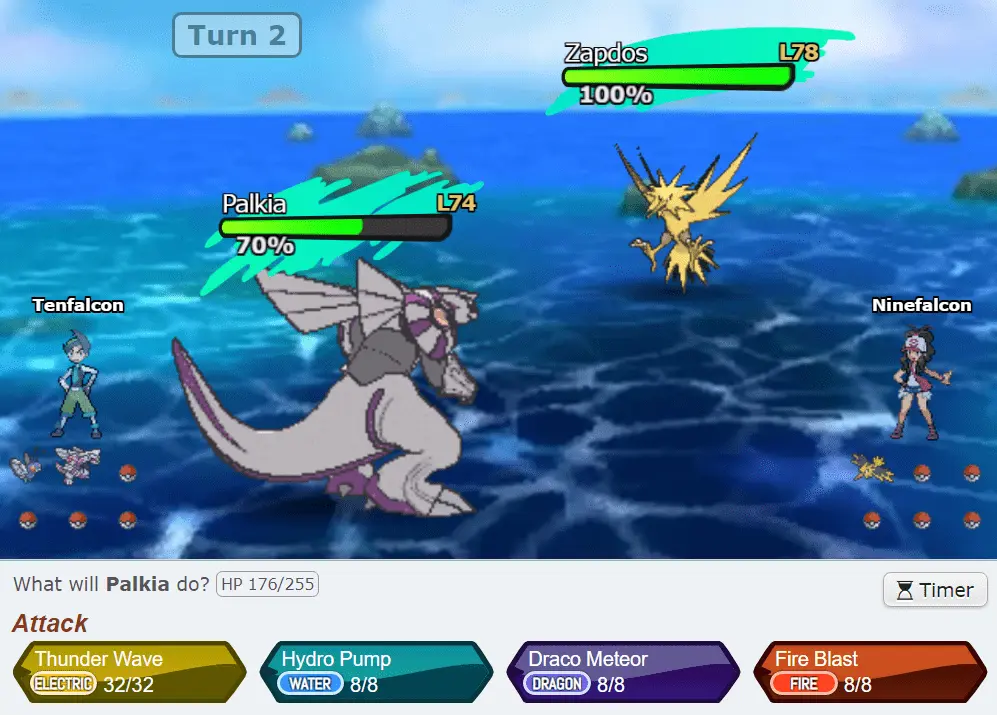 Turn 2
Zapdos L78
100%
Palkia L74
70%
Tenfalcon
Ninefalcon
What will Palkia do? HP 176/255
Timer
Attack
Thunder Wave
ELECTRIC 32/32
Hydro Pump
WATER 8/8
Draco Meteor
DRAGON 8/8
Fire Blast
FIRE 8/8